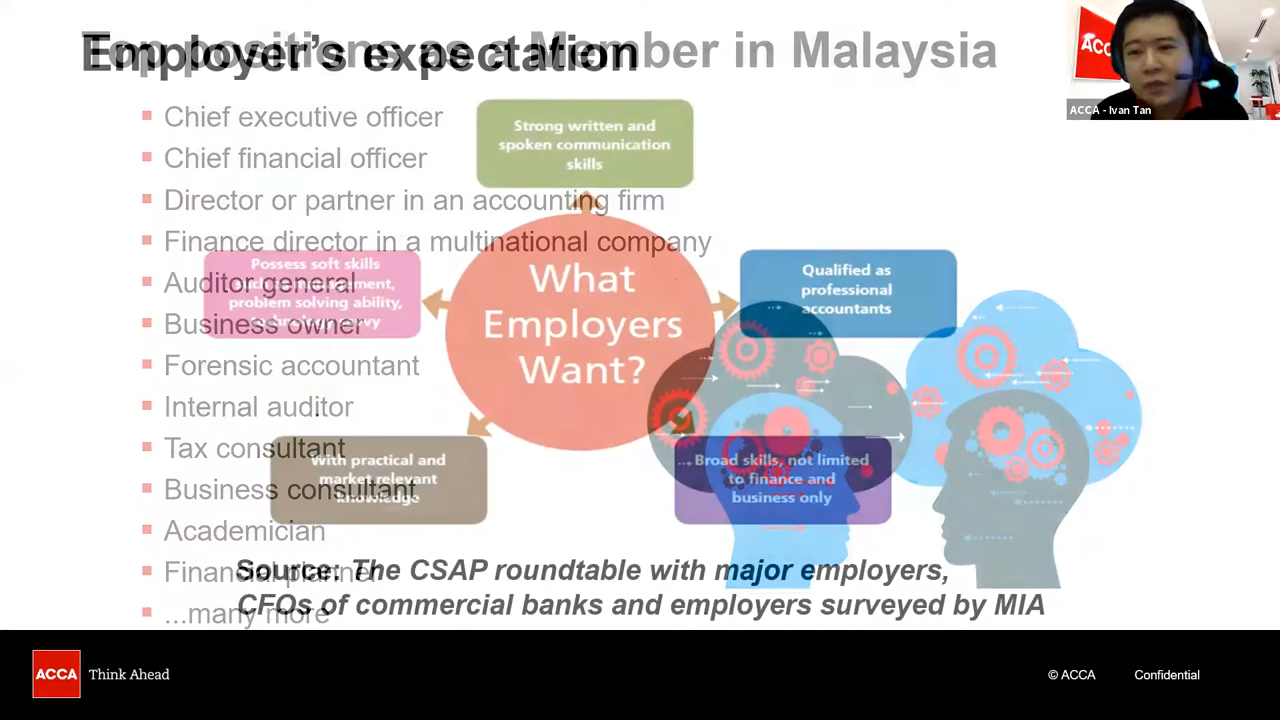 Employer's expectation
Top positions as a Member in Malaysia
ACC
ACCA - Ivan Tan
Chief executive officer
Chief financial officer
Director or partner in an accounting firm
Finance director in a multinational company
Auditor general
Business owner
Forensic accountant
Internal auditor
Tax consultant
Business consultant
Academician
Financial planner
...many more
Strong written and
spoken communication
skills
What
Employers
Want?
Possess soft skills
management,
problem solving ability,
Qualified as
professional
accountants
With practical and
market relevant
knowledge
Broad skills, not limited
to finance and
business only
Source: The CSAP roundtable with major employers,
CFOs of commercial banks and employers surveyed by MIA
ACCA
Think Ahead
© ACCA
Confidential